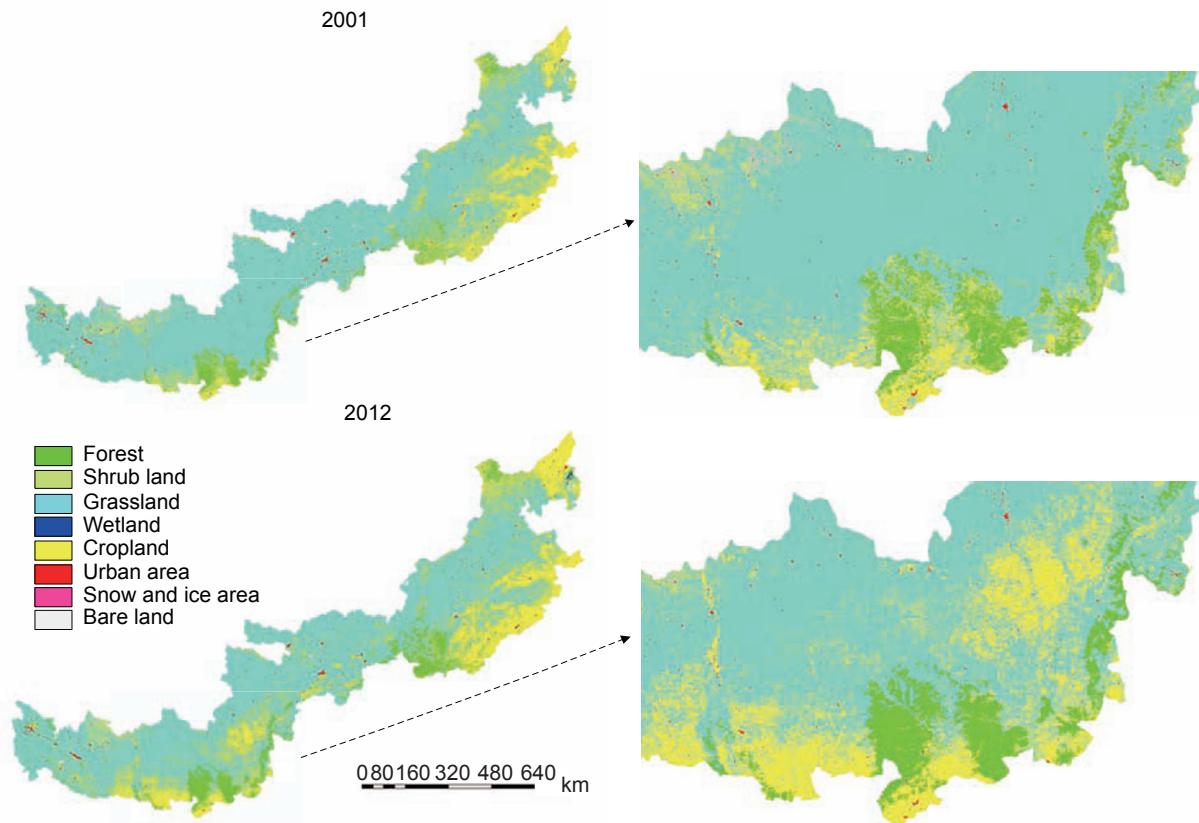 2001
2012
Forest
Shrub land
Grassland
Wetland
Cropland
Urban area
Snow and ice area
Bare land
0 80 160 320 480 640
km